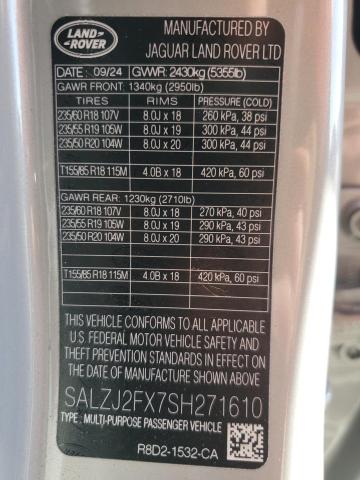 LAND-
ROVER
MANUFACTURED BY
JAGUAR LAND ROVER LTD
DATE: 09/24 GVWR: 2430kg (5355lb)
GAWR FRONT: 1340kg (2950lb)
TIRES RIMS PRESSURE (COLD)
235/60 R18 107V 8.0J x 18 260 kPa, 38 psi
235/55 R19 105W 8.0J x 19 300 kPa, 44 psi
235/50 R20 104W 8.0J x 20 300 kPa, 44 psi
T155/85 R18 115M 4.0B x 18 420 kPa, 60 psi
GAWR REAR: 1230kg (2710lb)
235/60 R18 107V 8.0J x 18 270 kPa, 40 psi
235/55 R19 105W 8.0J x 19 290 kPa, 43 psi
235/50 R20 104W 8.0J x 20 290 kPa, 43 psi
T155/85 R18 115M 4.0B x 18 420 kPa, 60 psi
THIS VEHICLE CONFORMS TO ALL APPLICABLE
U.S. FEDERAL MOTOR VEHICLE SAFETY AND
THEFT PREVENTION STANDARDS IN EFFECT ON
THE DATE OF MANUFACTURE SHOWN ABOVE.
SALZJ2FX7SH271610
TYPE: MULTI-PURPOSE PASSENGER VEHICLE
R8D2-1532-CA